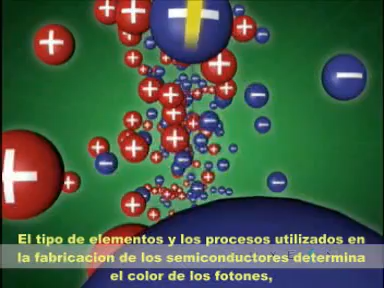 El tipo de elementos y los procesos utilizados en
la fabricacion de los semiconductores determina
el color de los fotones,